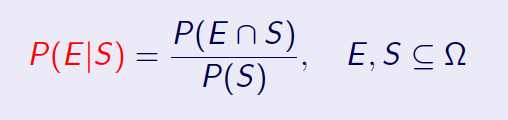 P(E|S) = P(E ∩ S) / P(S), E, S ⊆ Ω